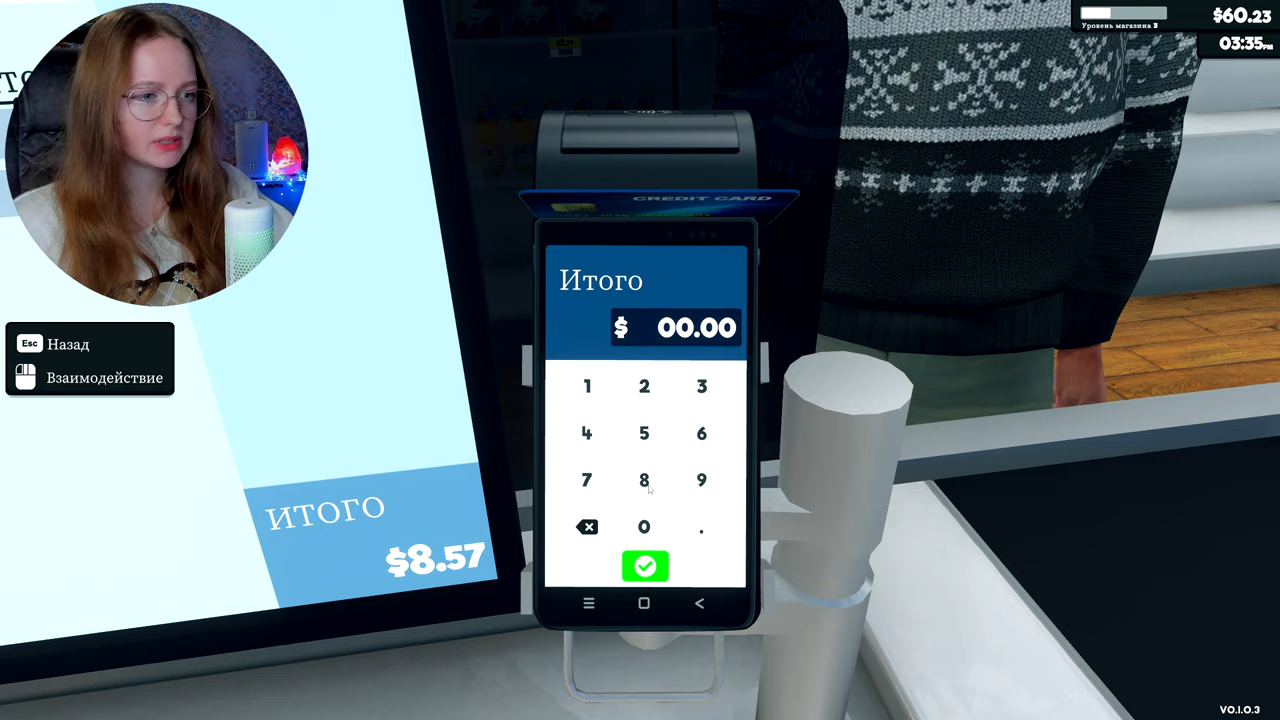 $60.23
Уровень магазина 3
03:35PM
CREDIT CARD
Итого
$ 00.00
Esc Назад
Взаимодействие
1 2 3
4 5 6
7 8 9
0 .
ИТОГО
$8.57
V0.1.0.3